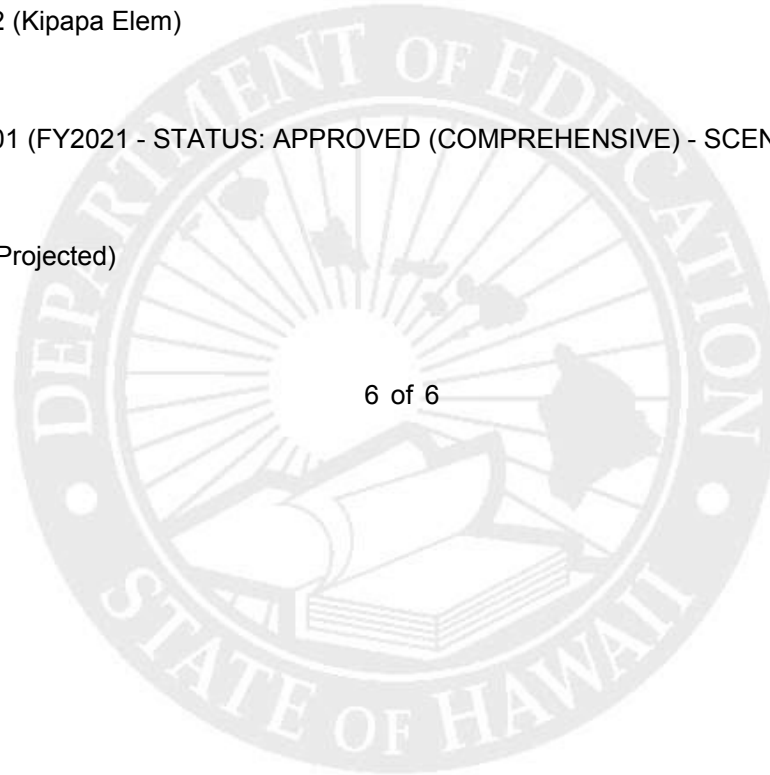 2 (Kipapa Elem)
01 (FY2021 - STATUS: APPROVED (COMPREHENSIVE) - SCEN
Projected)
6 of 6
DEPARTMENT OF EDUCATION
STATE OF HAWAII